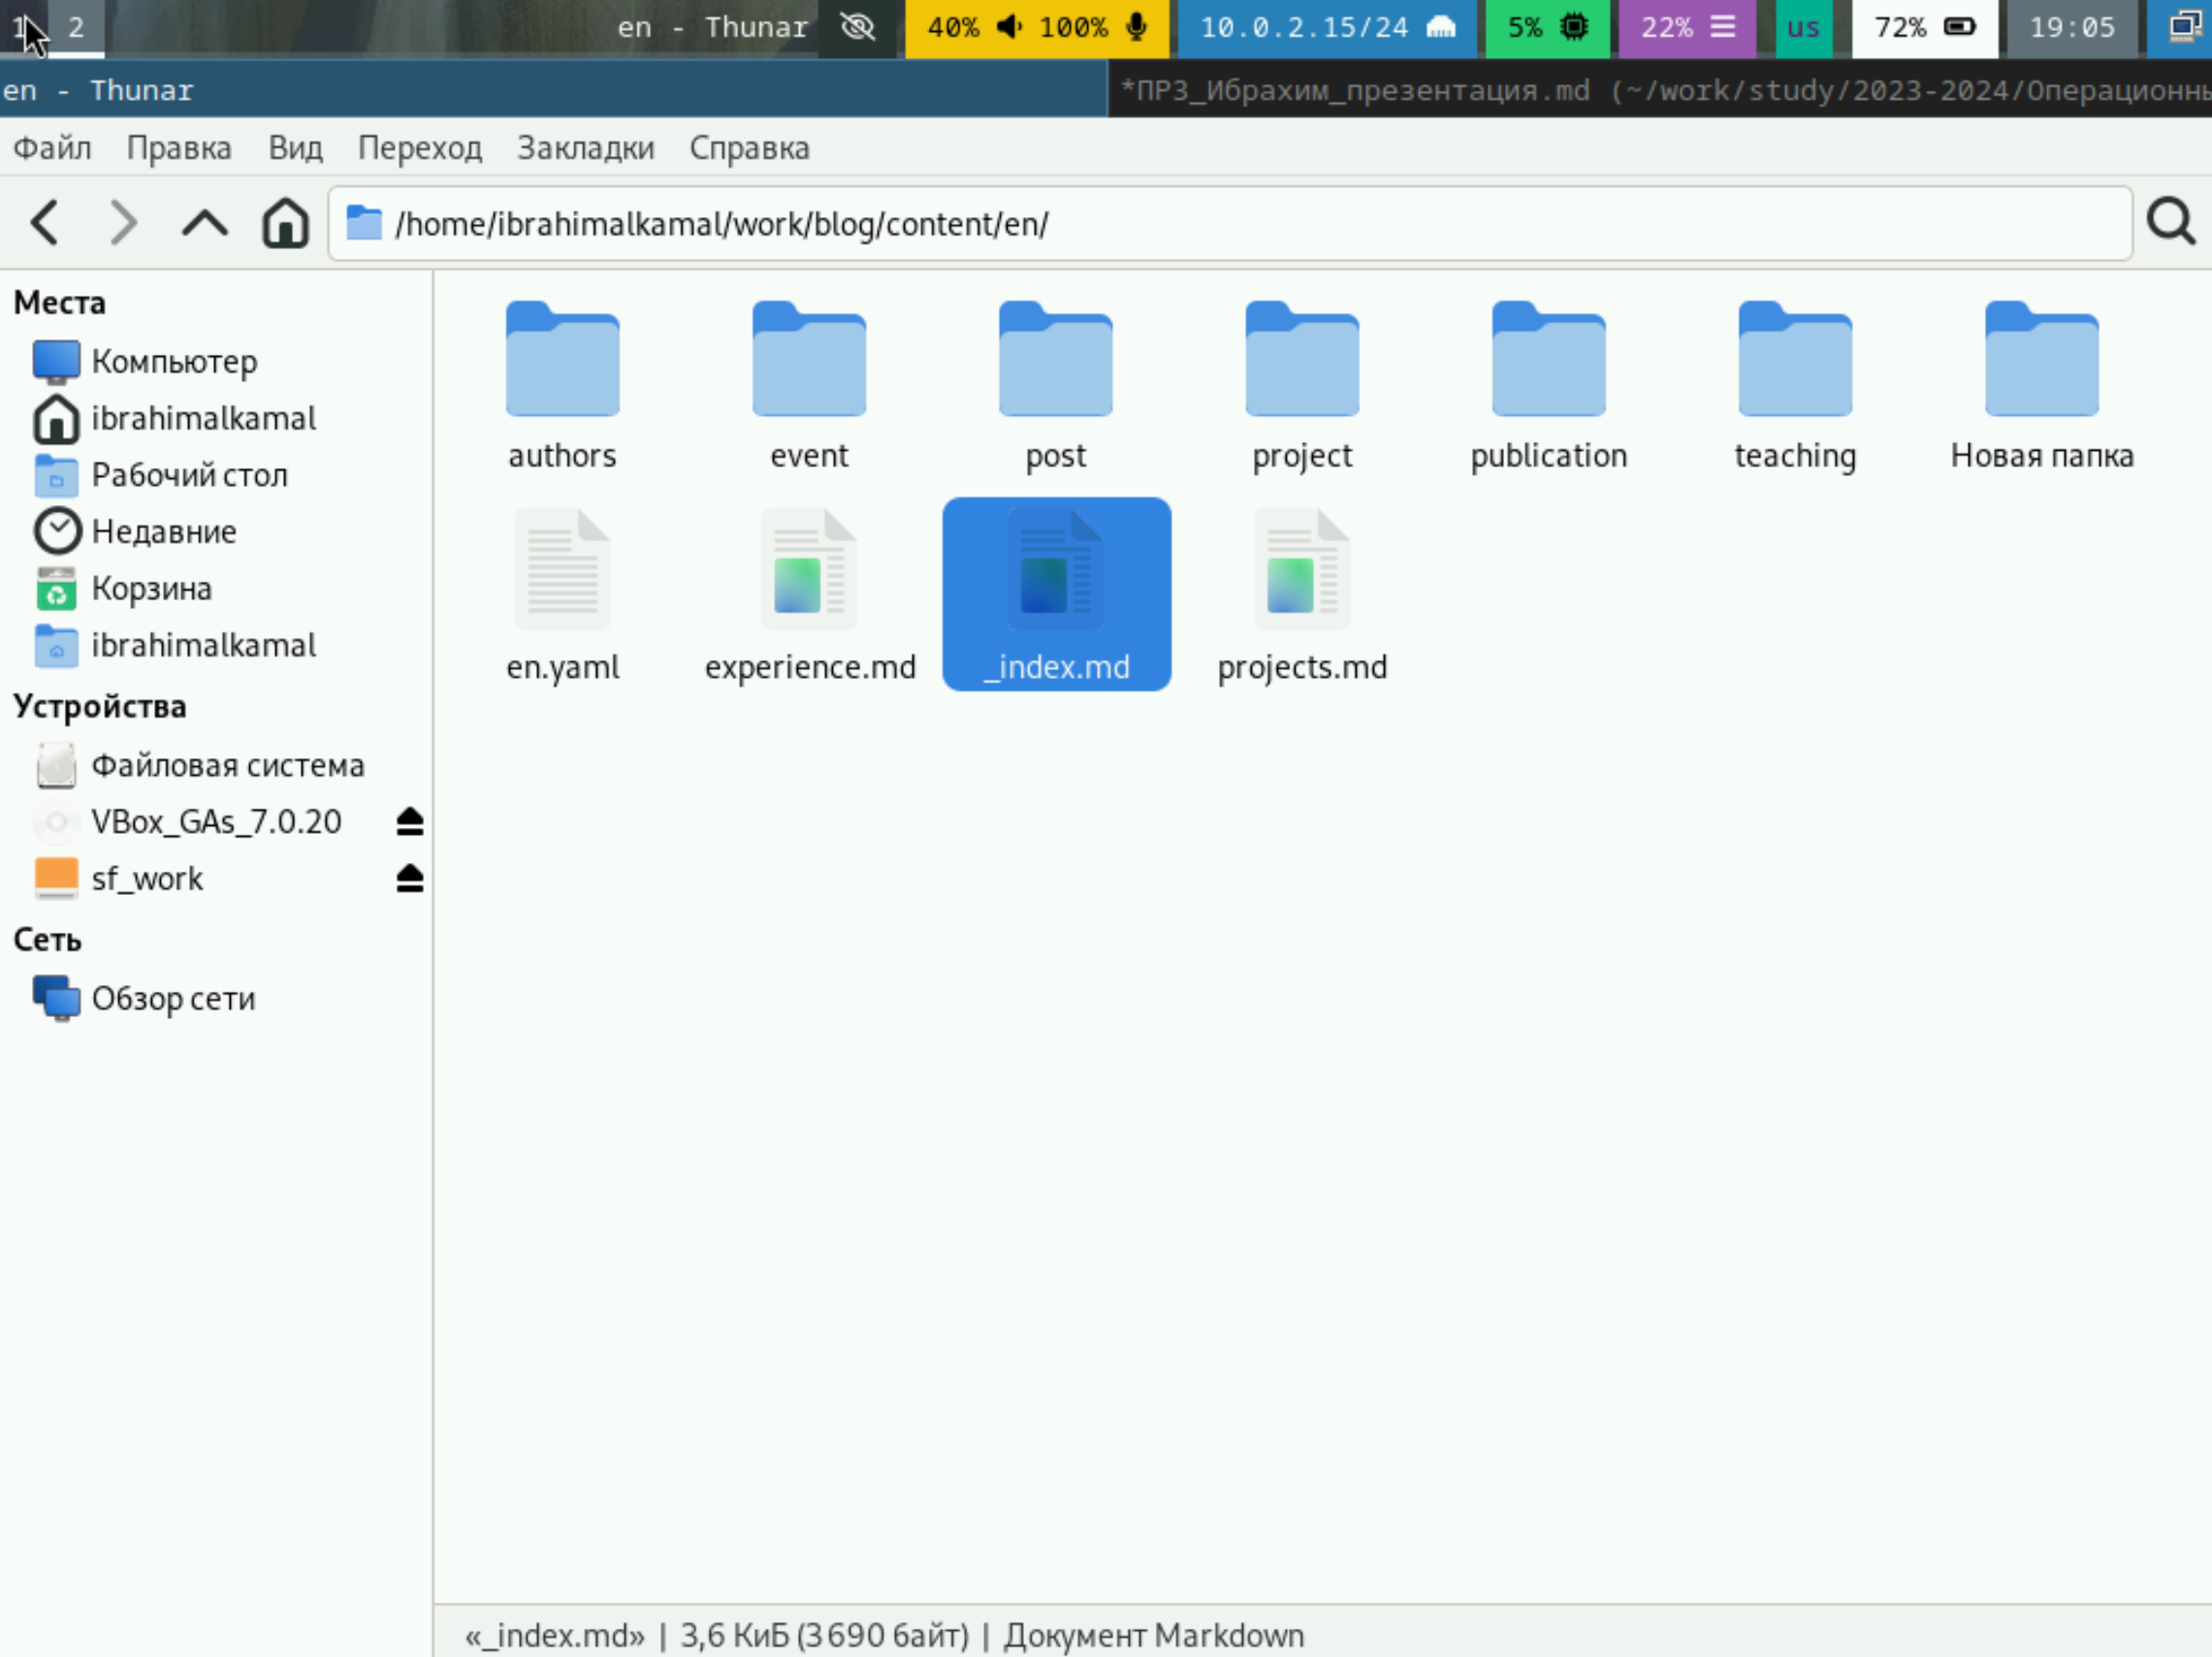 1 2 en - Thunar 40% 100% 10.0.2.15/24 5% 22% us 72% 19:05
en - Thunar *ПР3_Ибрахим_презентация.md (~/work/study/2023-2024/Операционны
Файл Правка Вид Переход Закладки Справка
/home/ibrahimalkamal/work/blog/content/en/
Места
Компьютер
ibrahimalkamal
Рабочий стол
Недавние
Корзина
ibrahimalkamal
Устройства
Файловая система
VBox_GAs_7.0.20
sf_work
Сеть
Обзор сети
authors event post project publication teaching Новая папка
en.yaml experience.md _index.md projects.md
«_index.md» | 3,6 КиБ (3 690 байт) | Документ Markdown